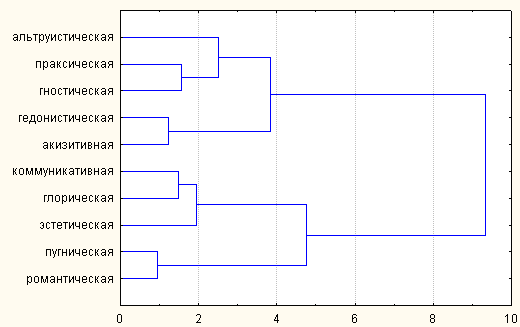 альтруистическая
праксическая
гностическая
гедонистическая
акизитивная
коммуникативная
глорическая
эстетическая
пугническая
романтическая
0 2 4 6 8 10